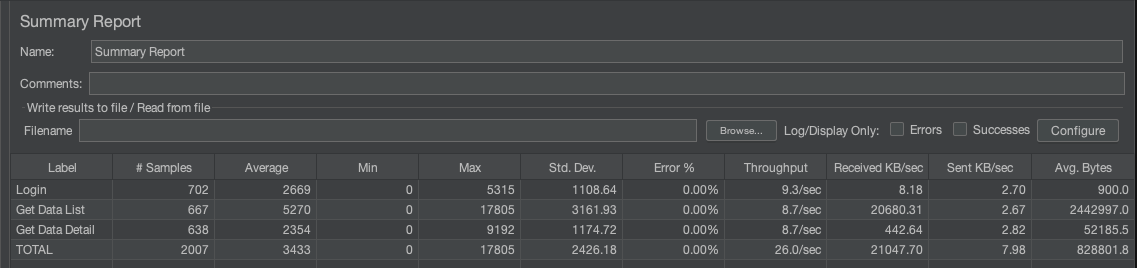 Summary Report
Name: Summary Report
Comments:
Write results to file / Read from file
Filename Browse... Log/Display Only: Errors Successes Configure
Label # Samples Average Min Max Std. Dev. Error % Throughput Received KB/sec Sent KB/sec Avg. Bytes
Login 702 2669 0 5315 1108.64 0.00% 9.3/sec 8.18 2.70 900.0
Get Data List 667 5270 0 17805 3161.93 0.00% 8.7/sec 20680.31 2.67 2442997.0
Get Data Detail 638 2354 0 9192 1174.72 0.00% 8.7/sec 442.64 2.82 52185.5
TOTAL 2007 3433 0 17805 2426.18 0.00% 26.0/sec 21047.70 7.98 828801.8